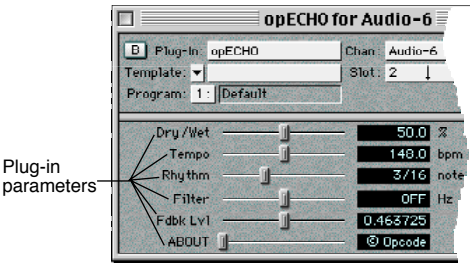 opECHO for Audio-6
B Plug-In: opECHO Chan: Audio-6
Template: Slot: 2
Program: 1: Default
Plug-in parameters
Dry/Wet 50.0 %
Tempo 148.0 bpm
Rhythm 3/16 note
Filter OFF Hz
Fdbk Lvl 0.463725
ABOUT © Opcode